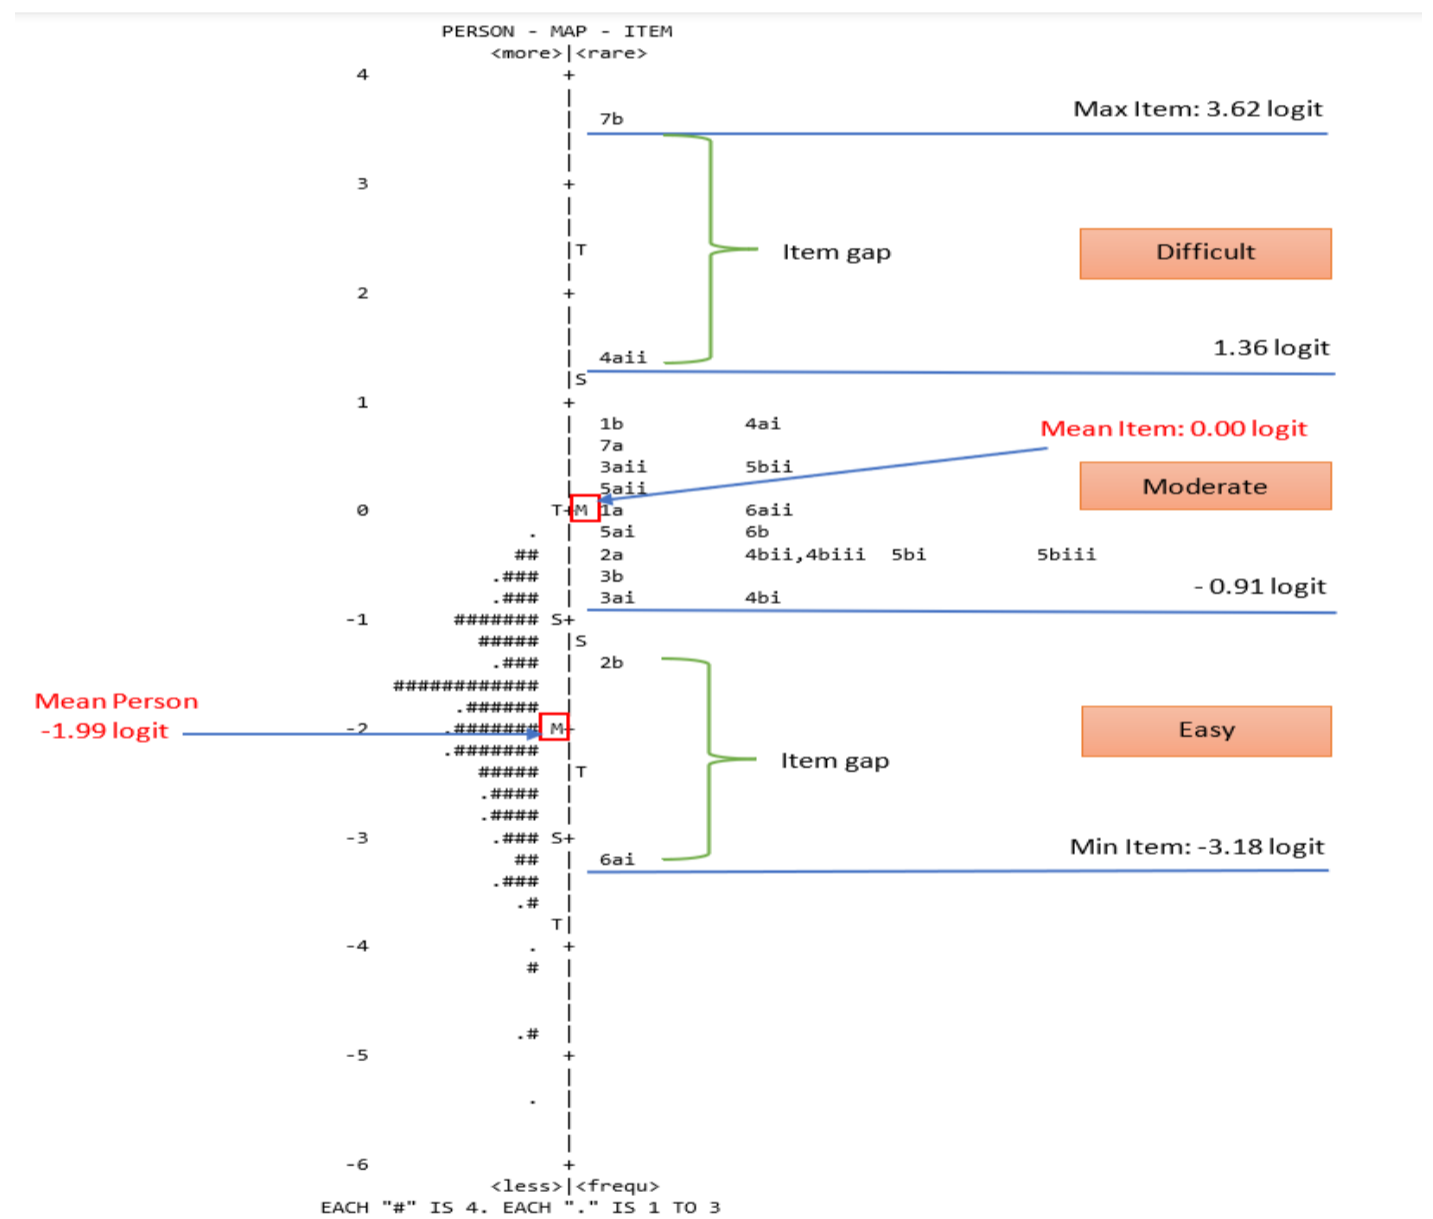 PERSON - MAP - ITEM
<more>|<rare>
4 +
Max Item: 3.62 logit
7b
3 +
T
Item gap
Difficult
2 +
1.36 logit
4aii
S
1 +
1b 4ai
Mean Item: 0.00 logit
7a
3aii 5bii
5aii
Moderate
0 T+M 1a 6aii
. 5ai 6b
## 2a 4bii,4biii 5bi 5biii
.### 3b
- 0.91 logit
.### 3ai 4bi
-1 ####### S+
##### |S
.### 2b
############
Mean Person
.######
-1.99 logit
-2 .####### M+
Easy
.#######
Item gap
##### |T
.####
.####
-3 .### S+
Min Item: -3.18 logit
## 6ai
.###
.#
T|
-4 . +
#
.#
-5 +
.
-6 +
<less>|<frequ>
EACH "#" IS 4. EACH "." IS 1 TO 3